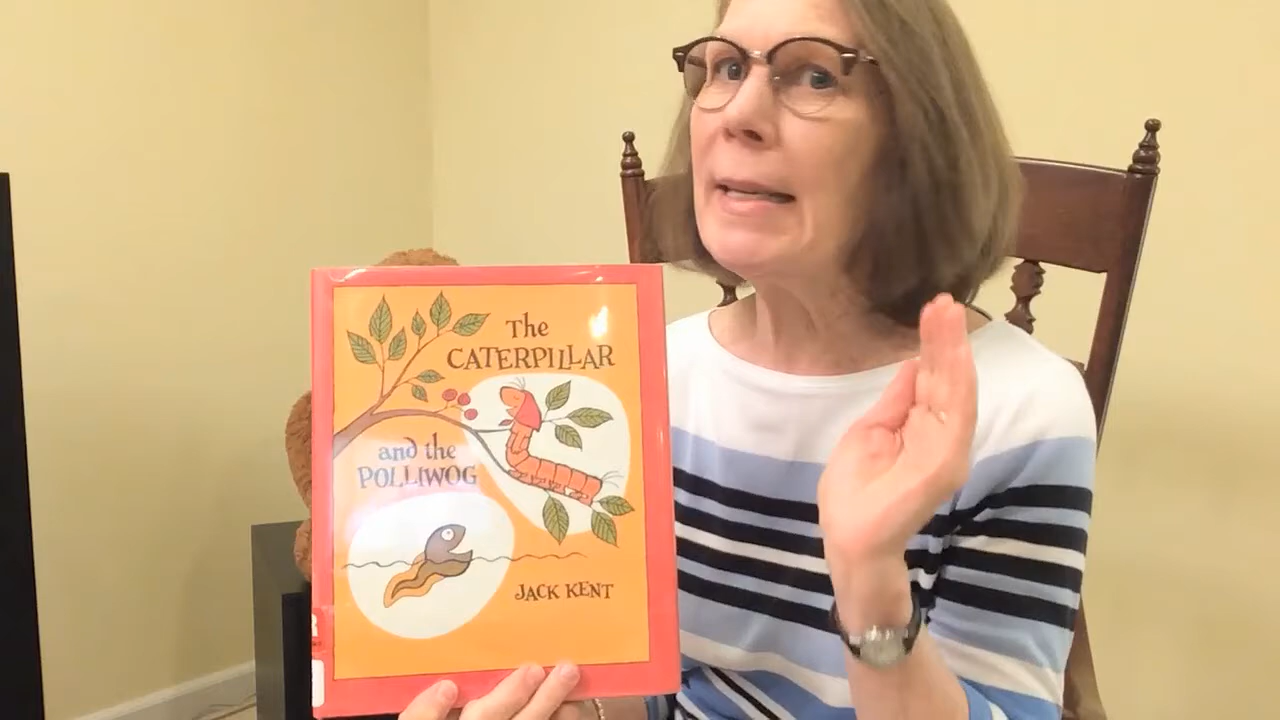 The
CATERPILLAR
and the
POLLIWOG
JACK KENT